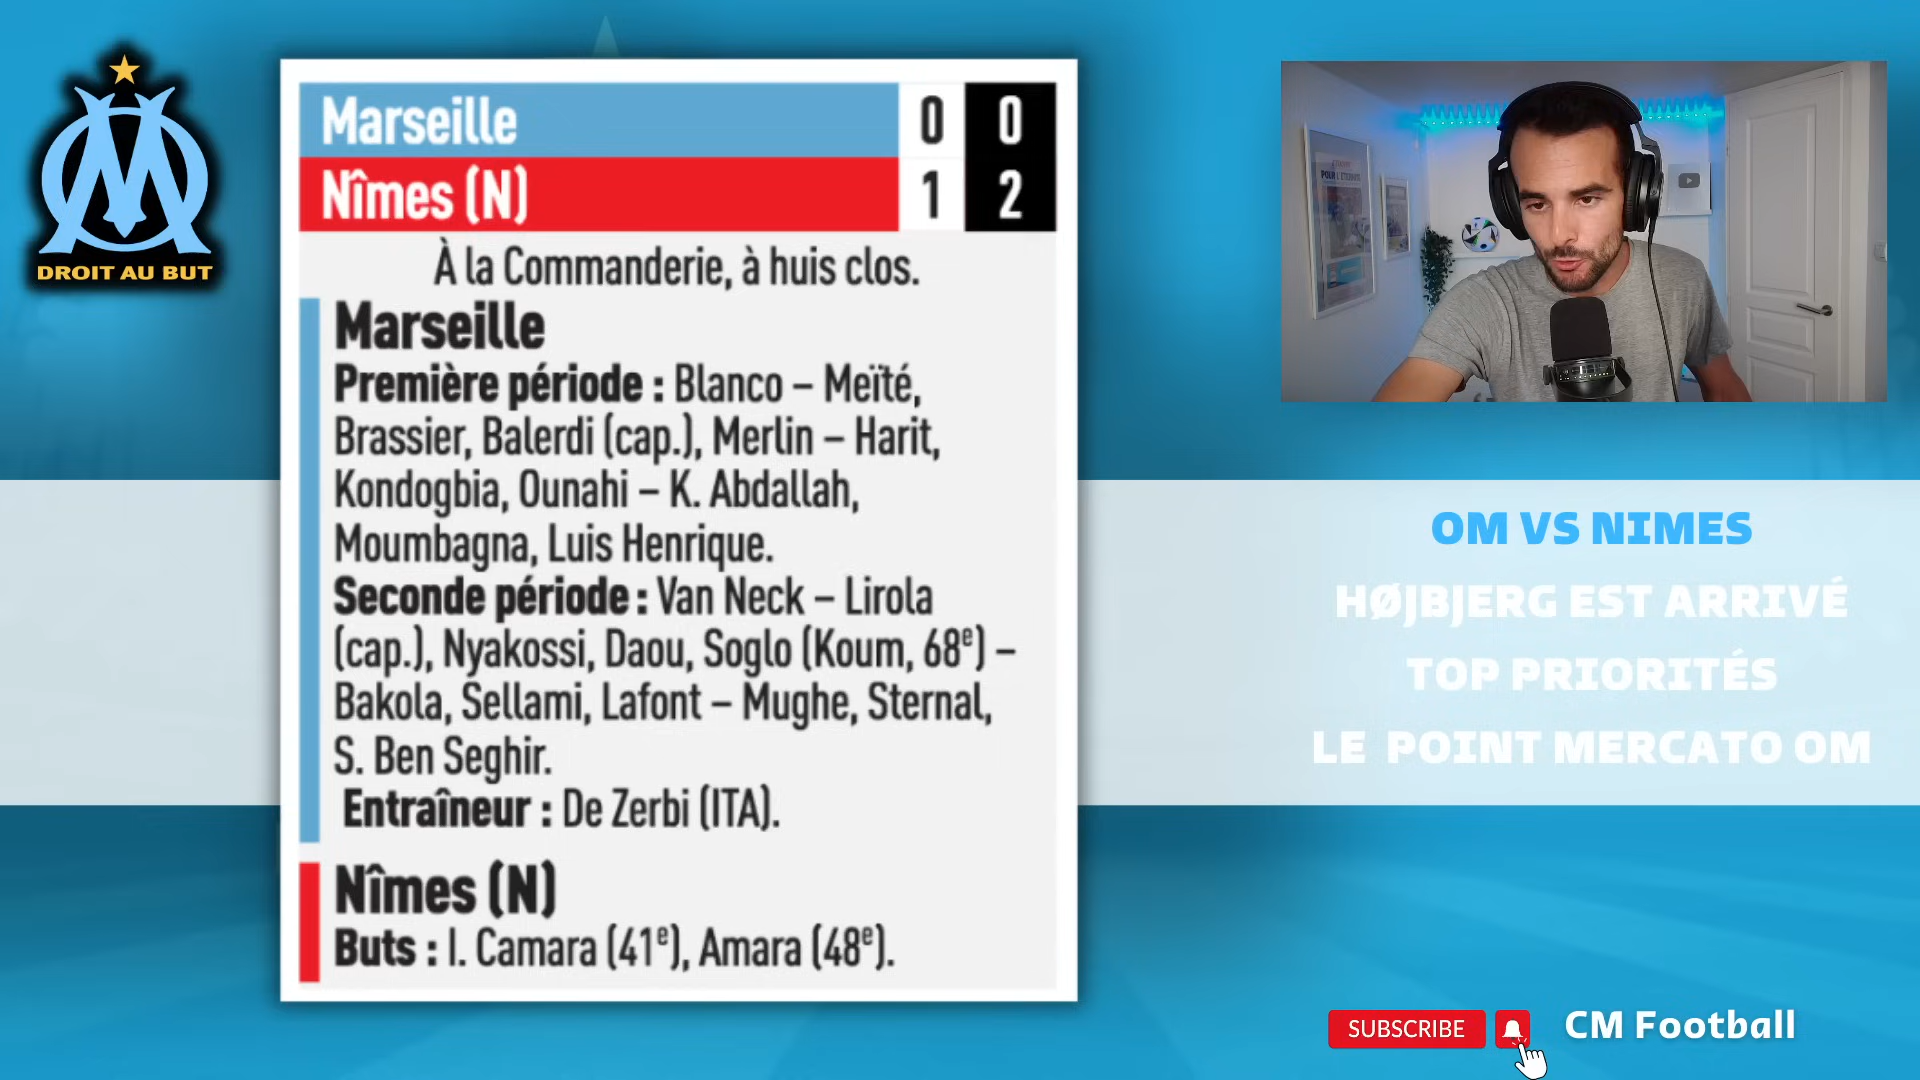 DROIT AU BUT
Marseille 0 0
Nîmes (N) 1 2
À la Commanderie, à huis clos.
Marseille
Première période : Blanco – Meïté,
Brassier, Balerdi (cap.), Merlin – Harit,
Kondogbia, Ounahi – K. Abdallah,
Moumbagna, Luis Henrique.
Seconde période : Van Neck – Lirola
(cap.), Nyakossi, Daou, Soglo (Koum, 68e) –
Bakola, Sellami, Lafont – Mughe, Sternal,
S. Ben Seghir.
Entraîneur : De Zerbi (ITA).
Nîmes (N)
Buts : I. Camara (41e), Amara (48e).
POUR L'ÉTERNITÉ
OM VS NIMES
HØJBJERG EST ARRIVÉ
TOP PRIORITÉS
LE POINT MERCATO OM
SUBSCRIBE
CM Football